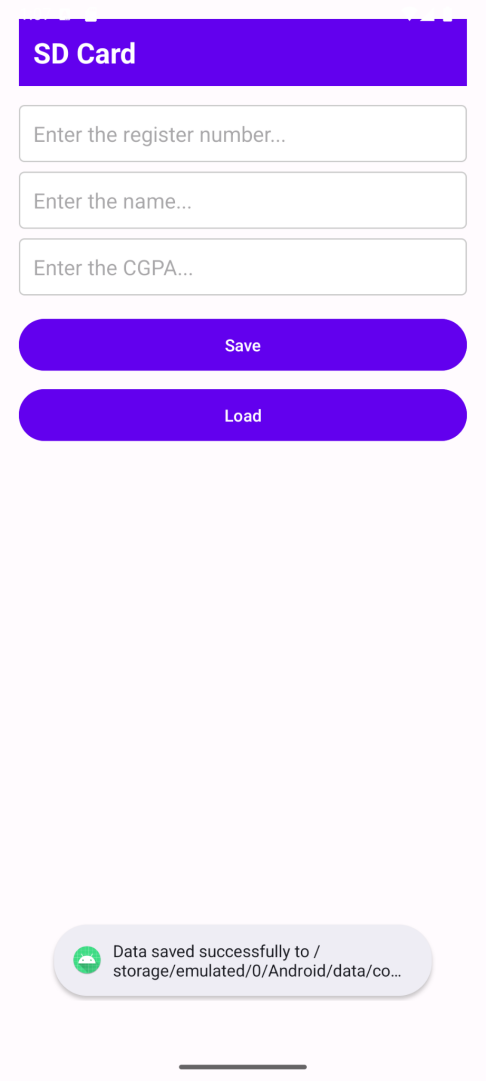 SD Card
Enter the register number...
Enter the name...
Enter the CGPA...
Save
Load
Data saved successfully to /
storage/emulated/0/Android/data/co...